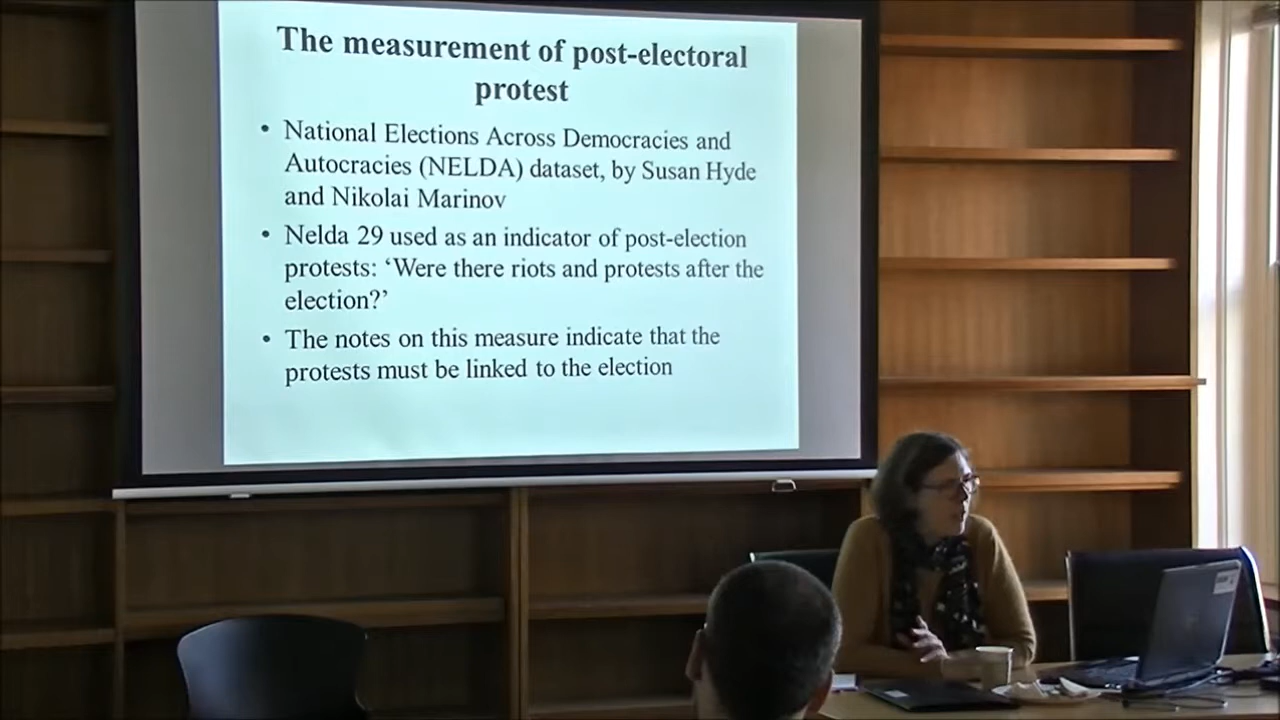 The measurement of post-electoral
protest
• National Elections Across Democracies and
Autocracies (NELDA) dataset, by Susan Hyde
and Nikolai Marinov
• Nelda 29 used as an indicator of post-election
protests: ‘Were there riots and protests after the
election?’
• The notes on this measure indicate that the
protests must be linked to the election